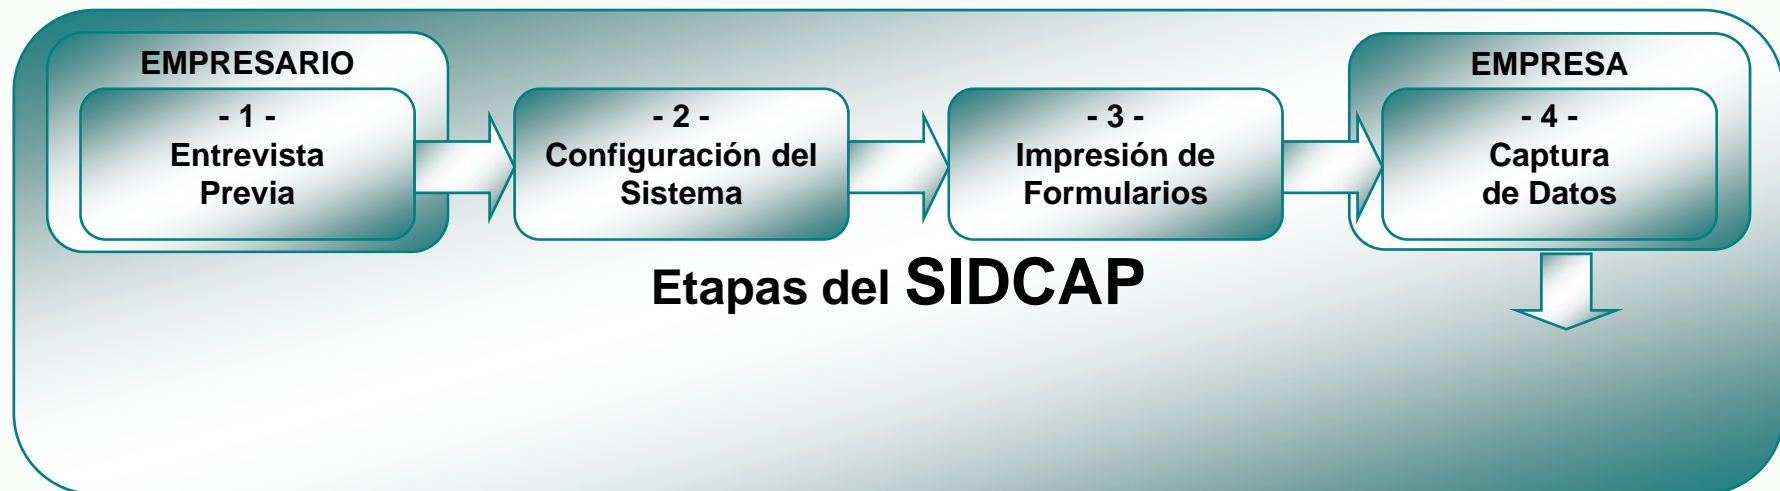 EMPRESARIO
- 1 -
Entrevista
Previa
- 2 -
Configuración del
Sistema
- 3 -
Impresión de
Formularios
EMPRESA
- 4 -
Captura
de Datos
Etapas del SIDCAP